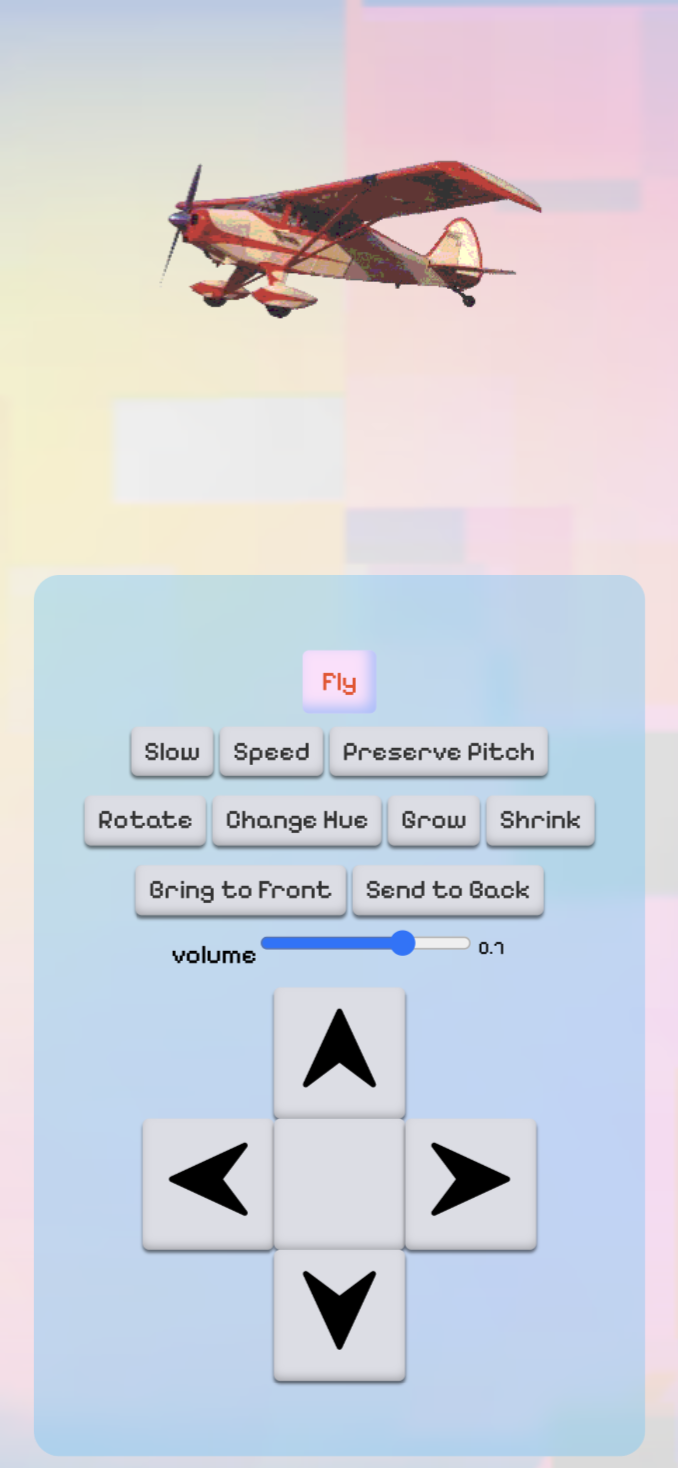 Fly
Slow Speed Preserve Pitch
Rotate Change Hue Grow Shrink
Bring to Front Send to Back
volume 0.7